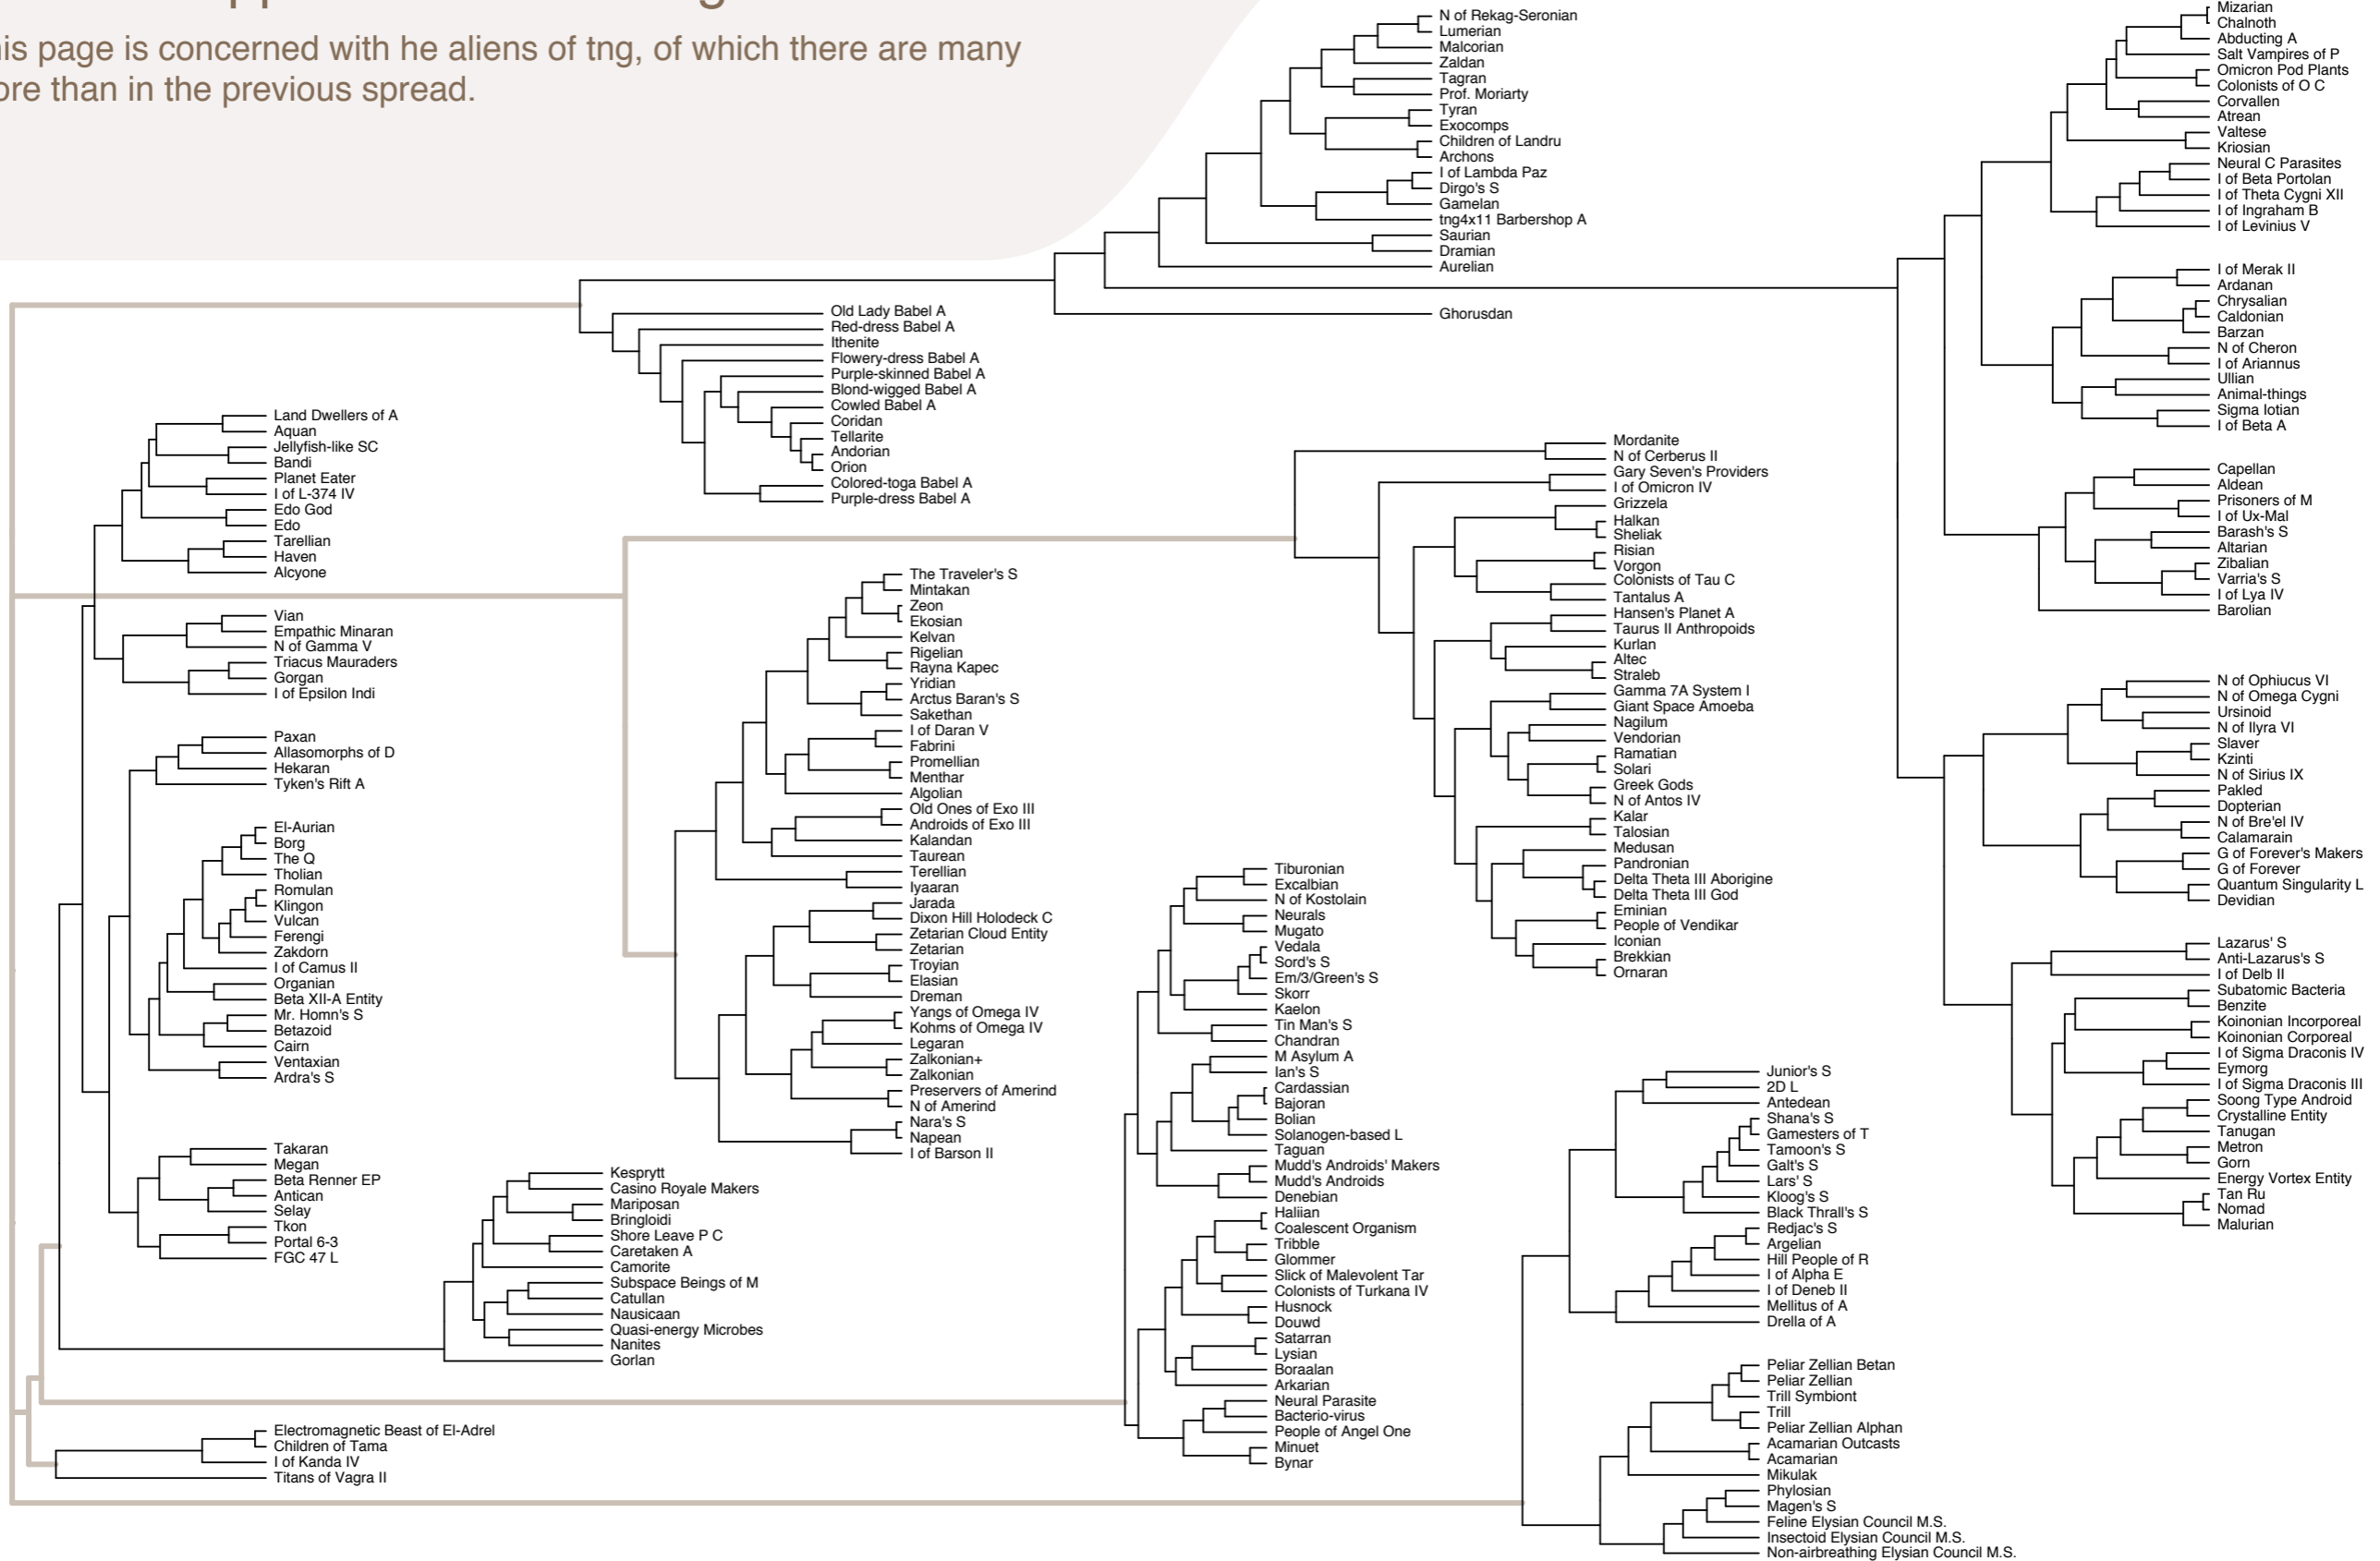 his page is concerned with he aliens of tng, of which there are many
ore than in the previous spread.
Land Dwellers of A
Aquan
Jellyfish-like SC
Bandi
Planet Eater
I of L-374 IV
Edo God
Edo
Tarellian
Haven
Alcyone
Vian
Empathic Minaran
N of Gamma V
Triacus Mauraders
Gorgan
I of Epsilon Indi
Paxan
Allasomorphs of D
Hekaran
Tyken's Rift A
El-Aurian
Borg
The Q
Tholian
Romulan
Klingon
Vulcan
Ferengi
Zakdorn
I of Camus II
Organian
Beta XII-A Entity
Mr. Homn's S
Betazoid
Cairn
Ventaxian
Ardra's S
Takaran
Megan
Beta Renner EP
Antican
Selay
Tkon
Portal 6-3
FGC 47 L
Electromagnetic Beast of El-Adrel
Children of Tama
I of Kanda IV
Titans of Vagra II
Kesprytt
Casino Royale Makers
Mariposan
Bringloidi
Shore Leave P C
Caretaken A
Camorite
Subspace Beings of M
Catullan
Nausicaan
Quasi-energy Microbes
Nanites
Gorlan
Old Lady Babel A
Red-dress Babel A
Ithenite
Flowery-dress Babel A
Purple-skinned Babel A
Blond-wigged Babel A
Cowled Babel A
Coridan
Tellarite
Andorian
Orion
Colored-toga Babel A
Purple-dress Babel A
The Traveler's S
Mintakan
Zeon
Ekosian
Kelvan
Rigelian
Rayna Kapec
Yridian
Arctus Baran's S
Sakethan
I of Daran V
Fabrini
Promellian
Menthar
Algolian
Old Ones of Exo III
Androids of Exo III
Kalandan
Taurean
Terellian
Iyaaran
Jarada
Dixon Hill Holodeck C
Zetarian Cloud Entity
Zetarian
Troyian
Elasian
Dreman
Yangs of Omega IV
Kohms of Omega IV
Legaran
Zalkonian+
Zalkonian
Preservers of Amerind
N of Amerind
Nara's S
Napean
I of Barson II
Tiburonian
Excalbian
N of Kostolain
Neurals
Mugato
Vedala
Sord's S
Em/3/Green's S
Skorr
Kaelon
Tin Man's S
Chandran
M Asylum A
Ian's S
Cardassian
Bajoran
Bolian
Solanogen-based L
Taguan
Mudd's Androids' Makers
Mudd's Androids
Denebian
Haliian
Coalescent Organism
Tribble
Glommer
Slick of Malevolent Tar
Colonists of Turkana IV
Husnock
Douwd
Satarran
Lysian
Boraalan
Arkarian
Neural Parasite
Bacterio-virus
People of Angel One
Minuet
Bynar
N of Rekag-Seronian
Lumerian
Malcorian
Zaldan
Tagran
Prof. Moriarty
Tyran
Exocomps
Children of Landru
Archons
I of Lambda Paz
Dirgo's S
Gamelan
tng4x11 Barbershop A
Saurian
Dramian
Aurelian
Ghorusdan
Mordanite
N of Cerberus II
Gary Seven's Providers
I of Omicron IV
Grizzela
Halkan
Sheliak
Risian
Vorgon
Colonists of Tau C
Tantalus A
Hansen's Planet A
Taurus II Anthropoids
Kurlan
Altec
Straleb
Gamma 7A System I
Giant Space Amoeba
Nagilum
Vendorian
Ramatian
Solari
Greek Gods
N of Antos IV
Kalar
Talosian
Medusan
Pandronian
Delta Theta III Aborigine
Delta Theta III God
Eminian
People of Vendikar
Iconian
Brekkian
Ornaran
Junior's S
2D L
Antedean
Shana's S
Gamesters of T
Tamoon's S
Galt's S
Lars' S
Kloog's S
Black Thrall's S
Redjac's S
Argelian
Hill People of R
I of Alpha E
I of Deneb II
Mellitus of A
Drella of A
Peliar Zellian Betan
Peliar Zellian
Trill Symbiont
Trill
Peliar Zellian Alphan
Acamarian Outcasts
Acamarian
Mikulak
Phylosian
Magen's S
Feline Elysian Council M.S.
Insectoid Elysian Council M.S.
Non-airbreathing Elysian Council M.S.
Mizarian
Chalnoth
Abducting A
Salt Vampires of P
Omicron Pod Plants
Colonists of O C
Corvallen
Atrean
Valtese
Kriosian
Neural C Parasites
I of Beta Portolan
I of Theta Cygni XII
I of Ingraham B
I of Levinius V
I of Merak II
Ardanan
Chrysalian
Caldonian
Barzan
N of Cheron
I of Ariannus
Ullian
Animal-things
Sigma Iotian
I of Beta A
Capellan
Aldean
Prisoners of M
I of Ux-Mal
Barash's S
Altarian
Zibalian
Varria's S
I of Lya IV
Barolian
N of Ophiucus VI
N of Omega Cygni
Ursinoid
N of Ilyra VI
Slaver
Kzinti
N of Sirius IX
Pakled
Dopterian
N of Bre'el IV
Calamarain
G of Forever's Makers
G of Forever
Quantum Singularity L
Devidian
Lazarus' S
Anti-Lazarus's S
I of Delb II
Subatomic Bacteria
Benzite
Koinonian Incorporeal
Koinonian Corporeal
I of Sigma Draconis IV
Eymorg
I of Sigma Draconis III
Soong Type Android
Crystalline Entity
Tanugan
Metron
Gorn
Energy Vortex Entity
Tan Ru
Nomad
Malurian